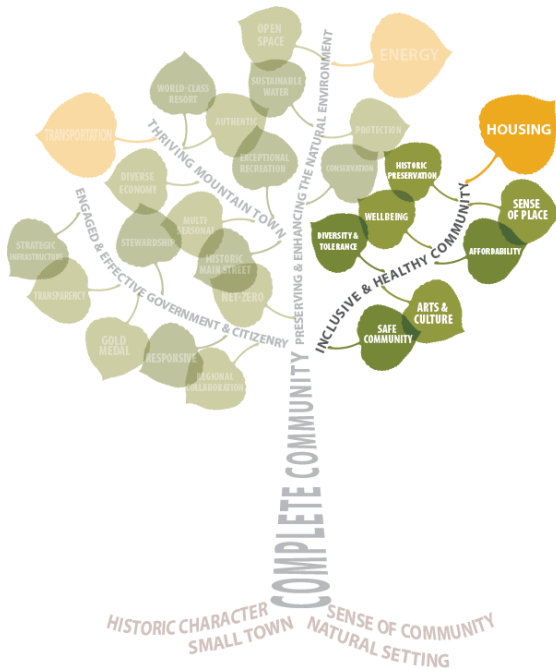 OPEN
SPACE
ENERGY
WORLD-CLASS
RESORT
SUSTAINABLE
WATER
AUTHENTIC
TRANSPORTATION
PROTECTION
HOUSING
EXCEPTIONAL
RECREATION
CONSERVATION
HISTORIC
PRESERVATION
DIVERSE
ECONOMY
THRIVING MOUNTAIN TOWN
PRESERVING & ENHANCING THE NATURAL ENVIRONMENT
SENSE
OF PLACE
WELLBEING
MULTI-
SEASONAL
DIVERSITY &
TOLERANCE
AFFORDABILITY
STRATEGIC
INFRASTRUCTURE
STEWARDSHIP
HISTORIC
MAIN STREET
INCLUSIVE & HEALTHY COMMUNITY
TRANSPARENCY
NET-ZERO
ENGAGED & EFFECTIVE GOVERNMENT & CITIZENRY
ARTS &
CULTURE
SAFE
COMMUNITY
GOLD
MEDAL
RESPONSIVE
REGIONAL
COLLABORATION
COMPLETE COMMUNITY
HISTORIC CHARACTER
SENSE OF COMMUNITY
SMALL TOWN
NATURAL SETTING